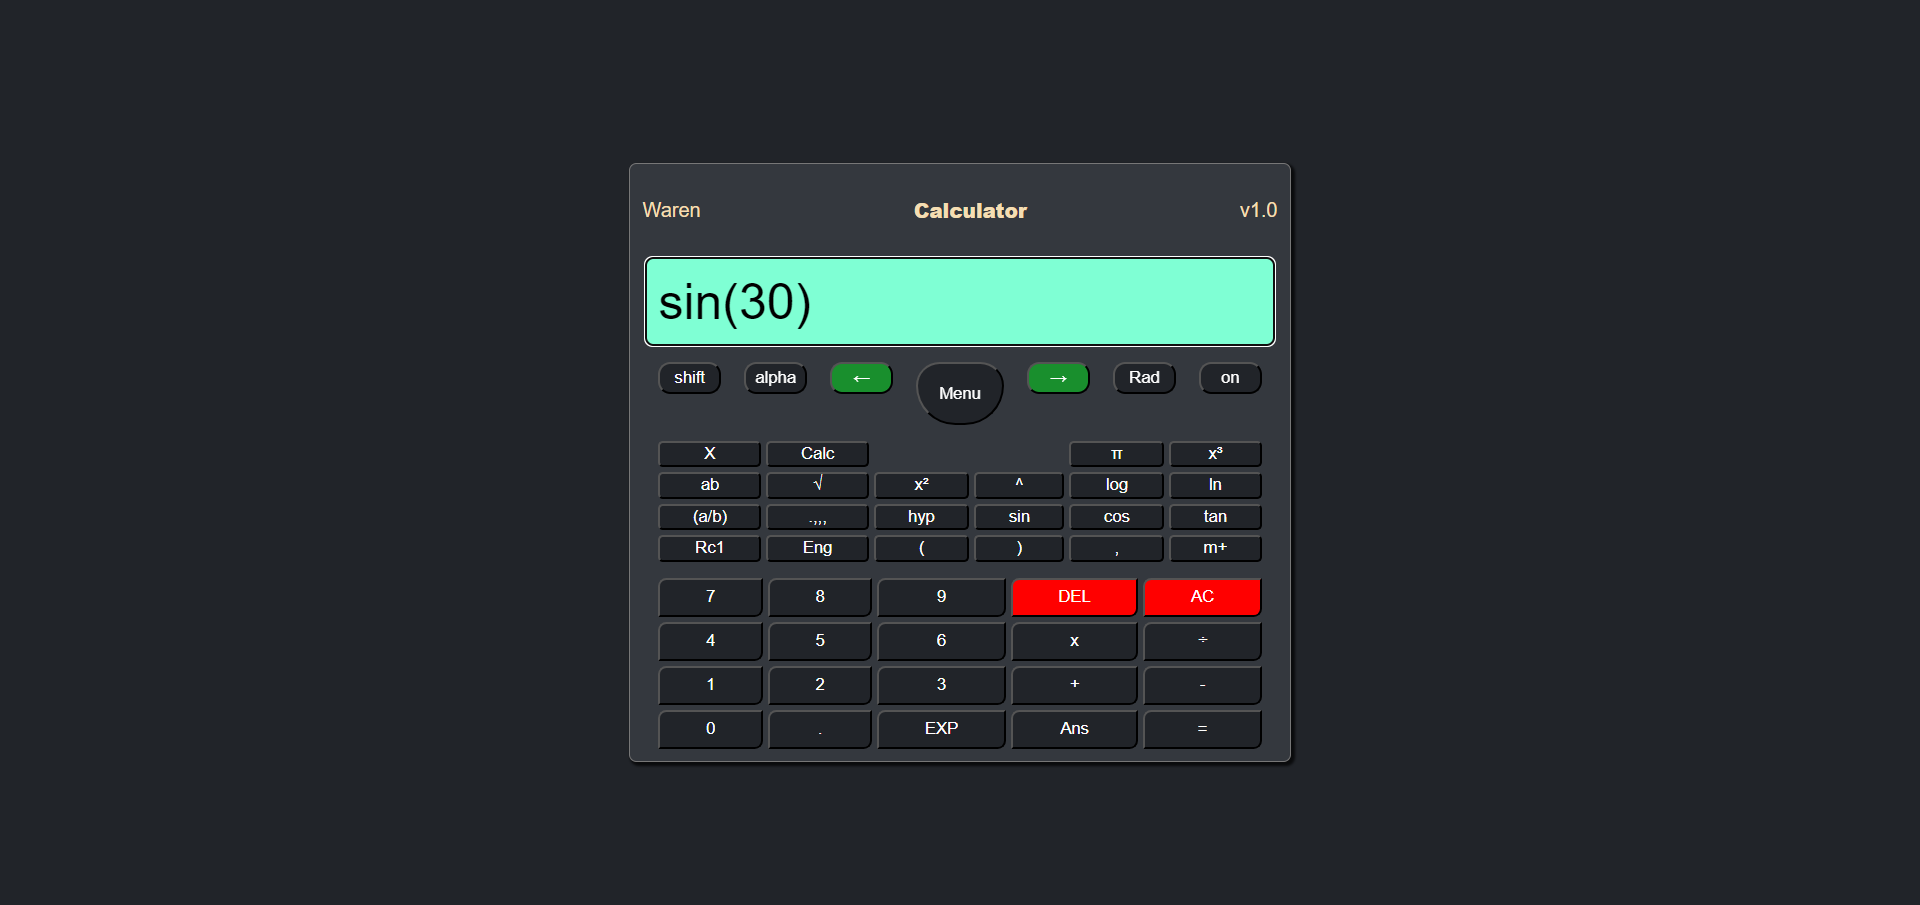 Waren Calculator v1.0
sin(30)
shift alpha ← Menu → Rad on
X Calc π x³
ab √ x² ^ log ln
(a/b) .,,, hyp sin cos tan
Rc1 Eng ( ) , m+
7 8 9 DEL AC
4 5 6 x ÷
1 2 3 + -
0 . EXP Ans =